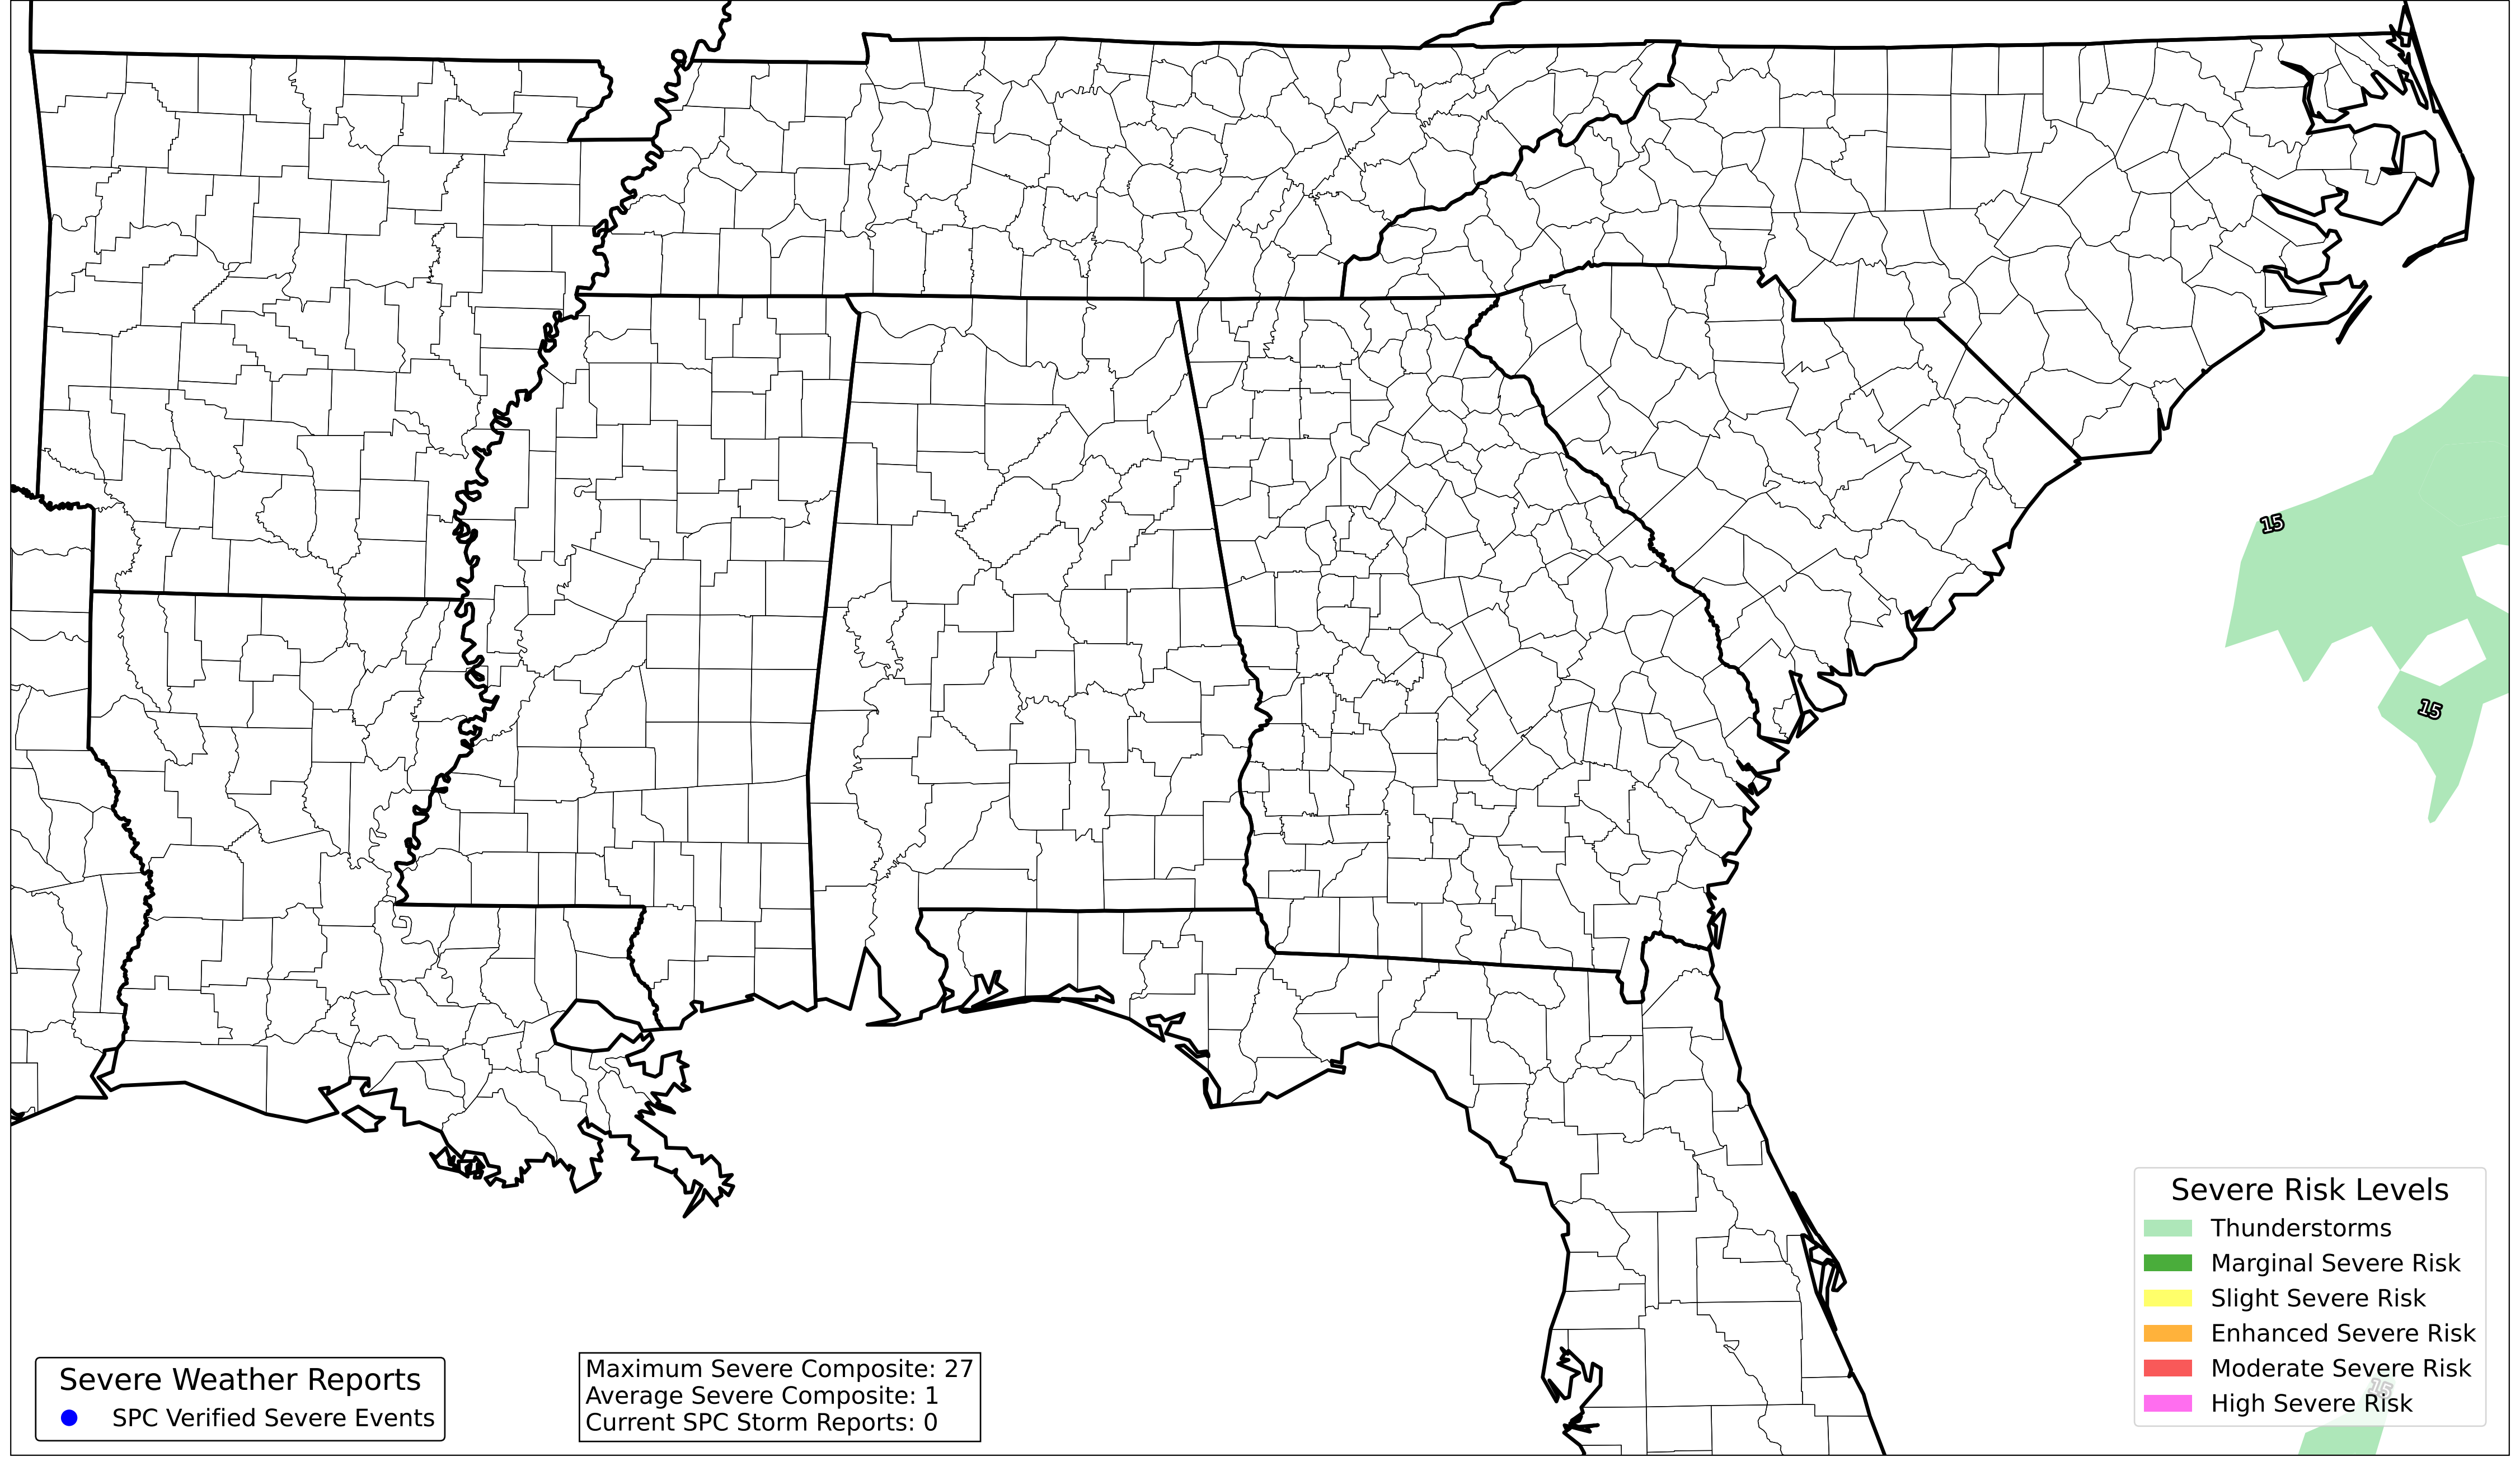 15
15
Severe Risk Levels
Thunderstorms
Marginal Severe Risk
Slight Severe Risk
Enhanced Severe Risk
Moderate Severe Risk
15
High Severe Risk
Severe Weather Reports
SPC Verified Severe Events
Maximum Severe Composite: 27
Average Severe Composite: 1
Current SPC Storm Reports: 0